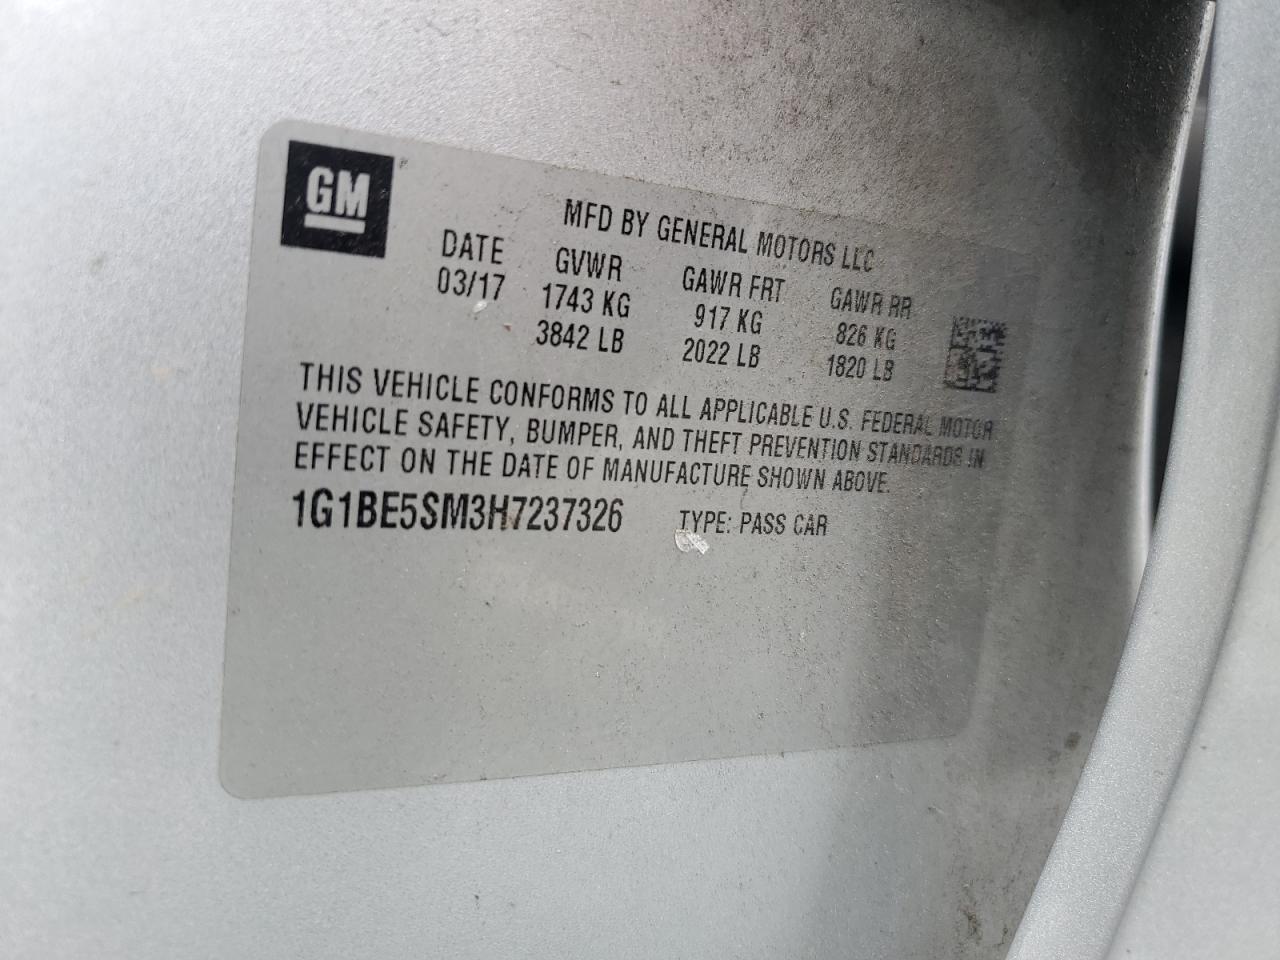 GM
MFD BY GENERAL MOTORS LLC
DATE GVWR GAWR FRT GAWR RR
03/17 1743 KG 917 KG 826 KG
3842 LB 2022 LB 1820 LB
THIS VEHICLE CONFORMS TO ALL APPLICABLE U.S. FEDERAL MOTOR
VEHICLE SAFETY, BUMPER, AND THEFT PREVENTION STANDARDS IN
EFFECT ON THE DATE OF MANUFACTURE SHOWN ABOVE.
1G1BE5SM3H7237326 TYPE: PASS CAR